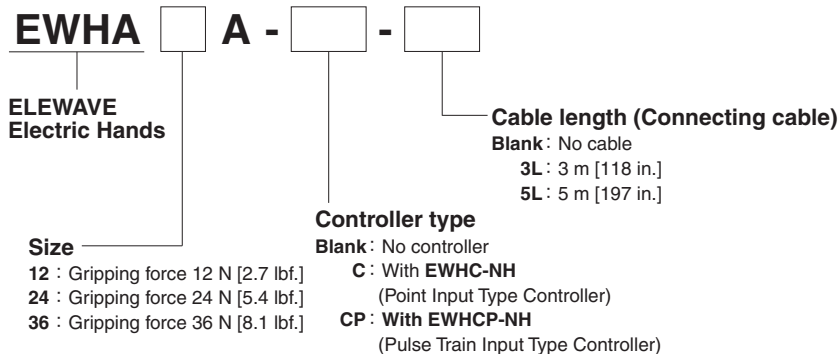 EWHA A - -
ELEWAVE
Electric Hands
Cable length (Connecting cable)
Blank : No cable
3L : 3 m [118 in.]
5L : 5 m [197 in.]
Controller type
Blank : No controller
C : With EWHC-NH
(Point Input Type Controller)
CP : With EWHCP-NH
(Pulse Train Input Type Controller)
Size
12 : Gripping force 12 N [2.7 lbf.]
24 : Gripping force 24 N [5.4 lbf.]
36 : Gripping force 36 N [8.1 lbf.]